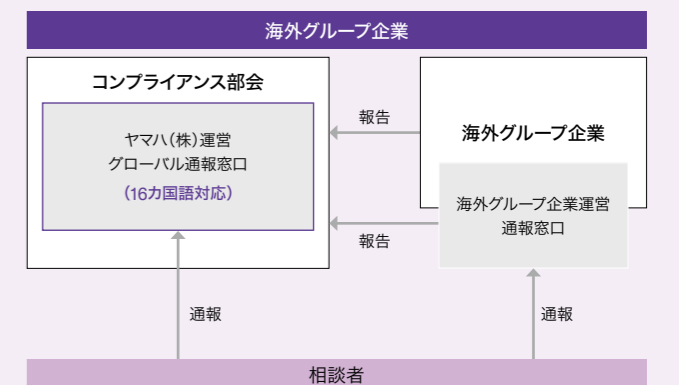 海外グループ企業
コンプライアンス部会
ヤマハ（株）運営
グローバル通報窓口
（16カ国語対応）
報告
海外グループ企業
海外グループ企業運営
通報窓口
報告
通報
通報
相談者